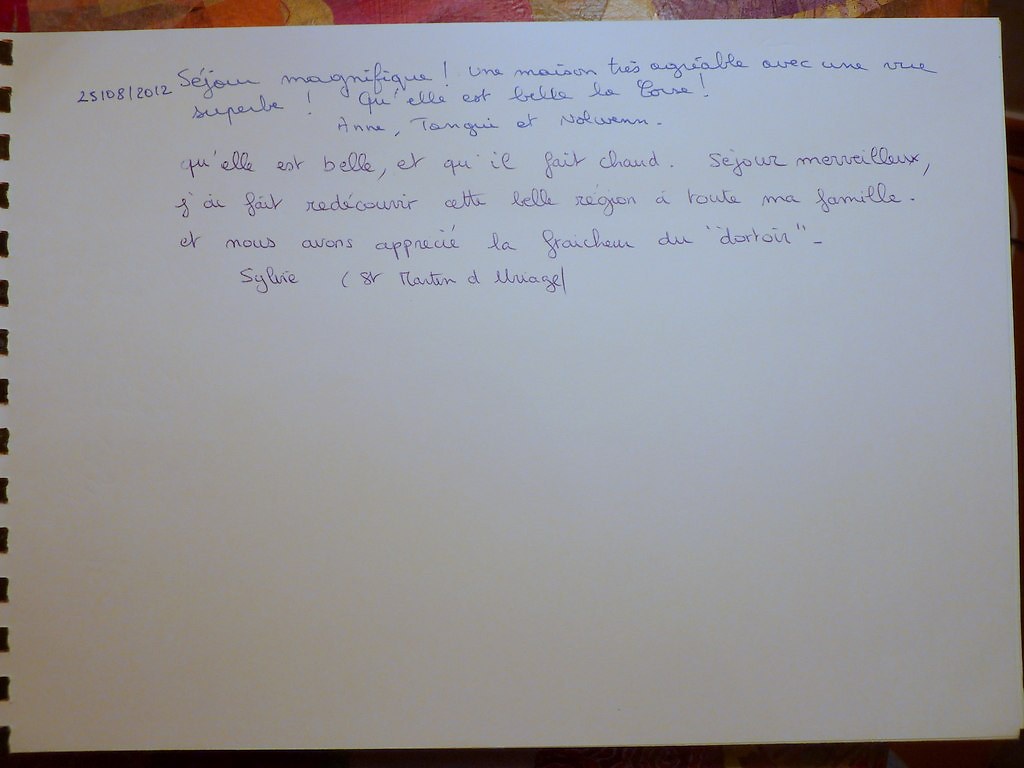 25/08/2012 Séjour magnifique ! Une maison très agréable avec une vue
superbe ! Qu'elle est belle la Corse !
Anne, Tangui et Nolwenn.
qu'elle est belle, et qu'il fait chaud. Séjour merveilleux,
j'ai fait redécouvrir cette belle région à toute ma famille.
et nous avons apprecié la fraicheur du "dortoir" -
Sylvie (St Martin d Uriage)